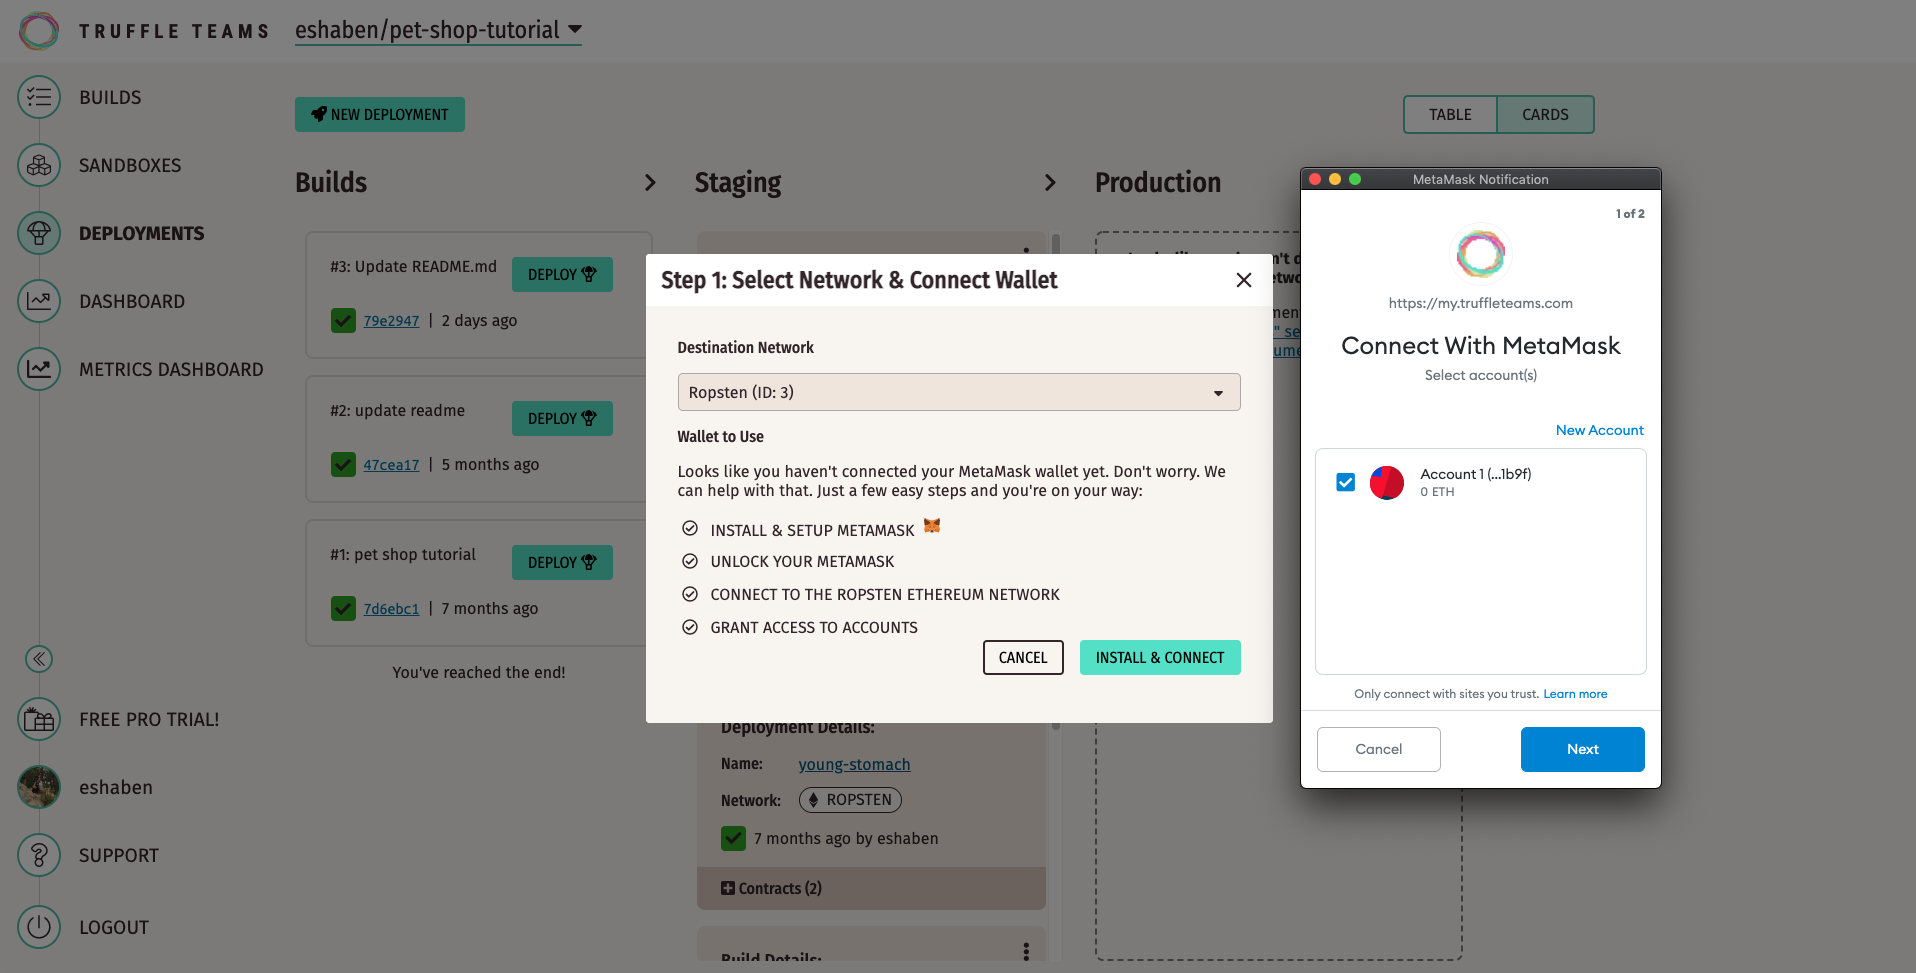 TRUFFLE TEAMS
eshaben/pet-shop-tutorial
BUILDS
SANDBOXES
DEPLOYMENTS
DASHBOARD
METRICS DASHBOARD
FREE PRO TRIAL!
eshaben
SUPPORT
LOGOUT
NEW DEPLOYMENT
TABLE
CARDS
Builds
#3: Update README.md
DEPLOY
79e2947 | 2 days ago
#2: update readme
DEPLOY
47cea17 | 5 months ago
#1: pet shop tutorial
DEPLOY
7d6ebc1 | 7 months ago
You've reached the end!
Staging
Deployment Details:
Name: young-stomach
Network: ROPSTEN
7 months ago by eshaben
Contracts (2)
Build Details:
Production
Step 1: Select Network & Connect Wallet
Destination Network
Ropsten (ID: 3)
Wallet to Use
Looks like you haven't connected your MetaMask wallet yet. Don't worry. We
can help with that. Just a few easy steps and you're on your way:
INSTALL & SETUP METAMASK
UNLOCK YOUR METAMASK
CONNECT TO THE ROPSTEN ETHEREUM NETWORK
GRANT ACCESS TO ACCOUNTS
CANCEL
INSTALL & CONNECT
MetaMask Notification
1 of 2
https://my.truffleteams.com
Connect With MetaMask
Select account(s)
New Account
Account 1 (...1b9f)
0 ETH
Only connect with sites you trust. Learn more
Cancel
Next